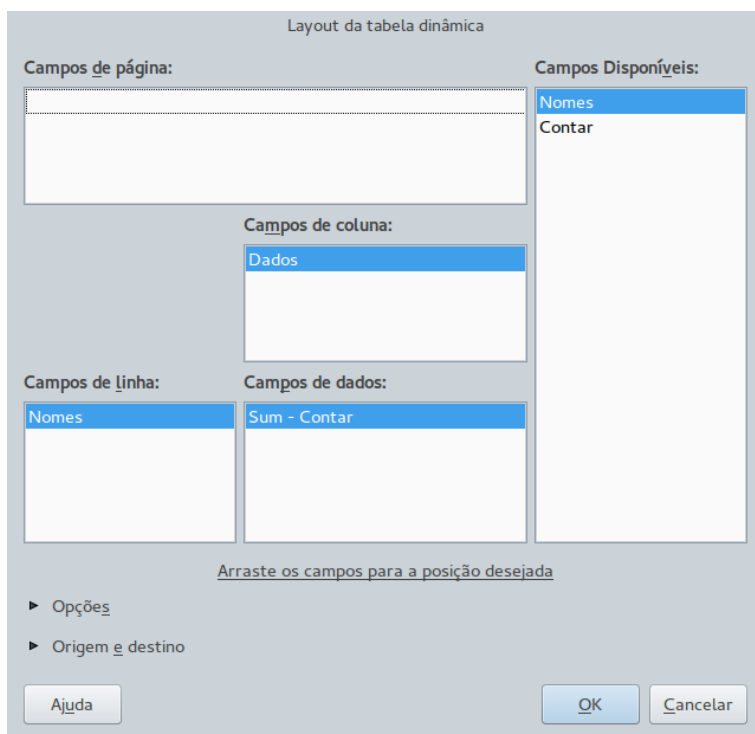 Layout da tabela dinâmica
Campos de página:
Campos Disponíveis:
Nomes
Contar
Campos de coluna:
Dados
Campos de linha:
Campos de dados:
Nomes
Sum - Contar
Arraste os campos para a posição desejada
Opções
Origem e destino
Ajuda
OK
Cancelar